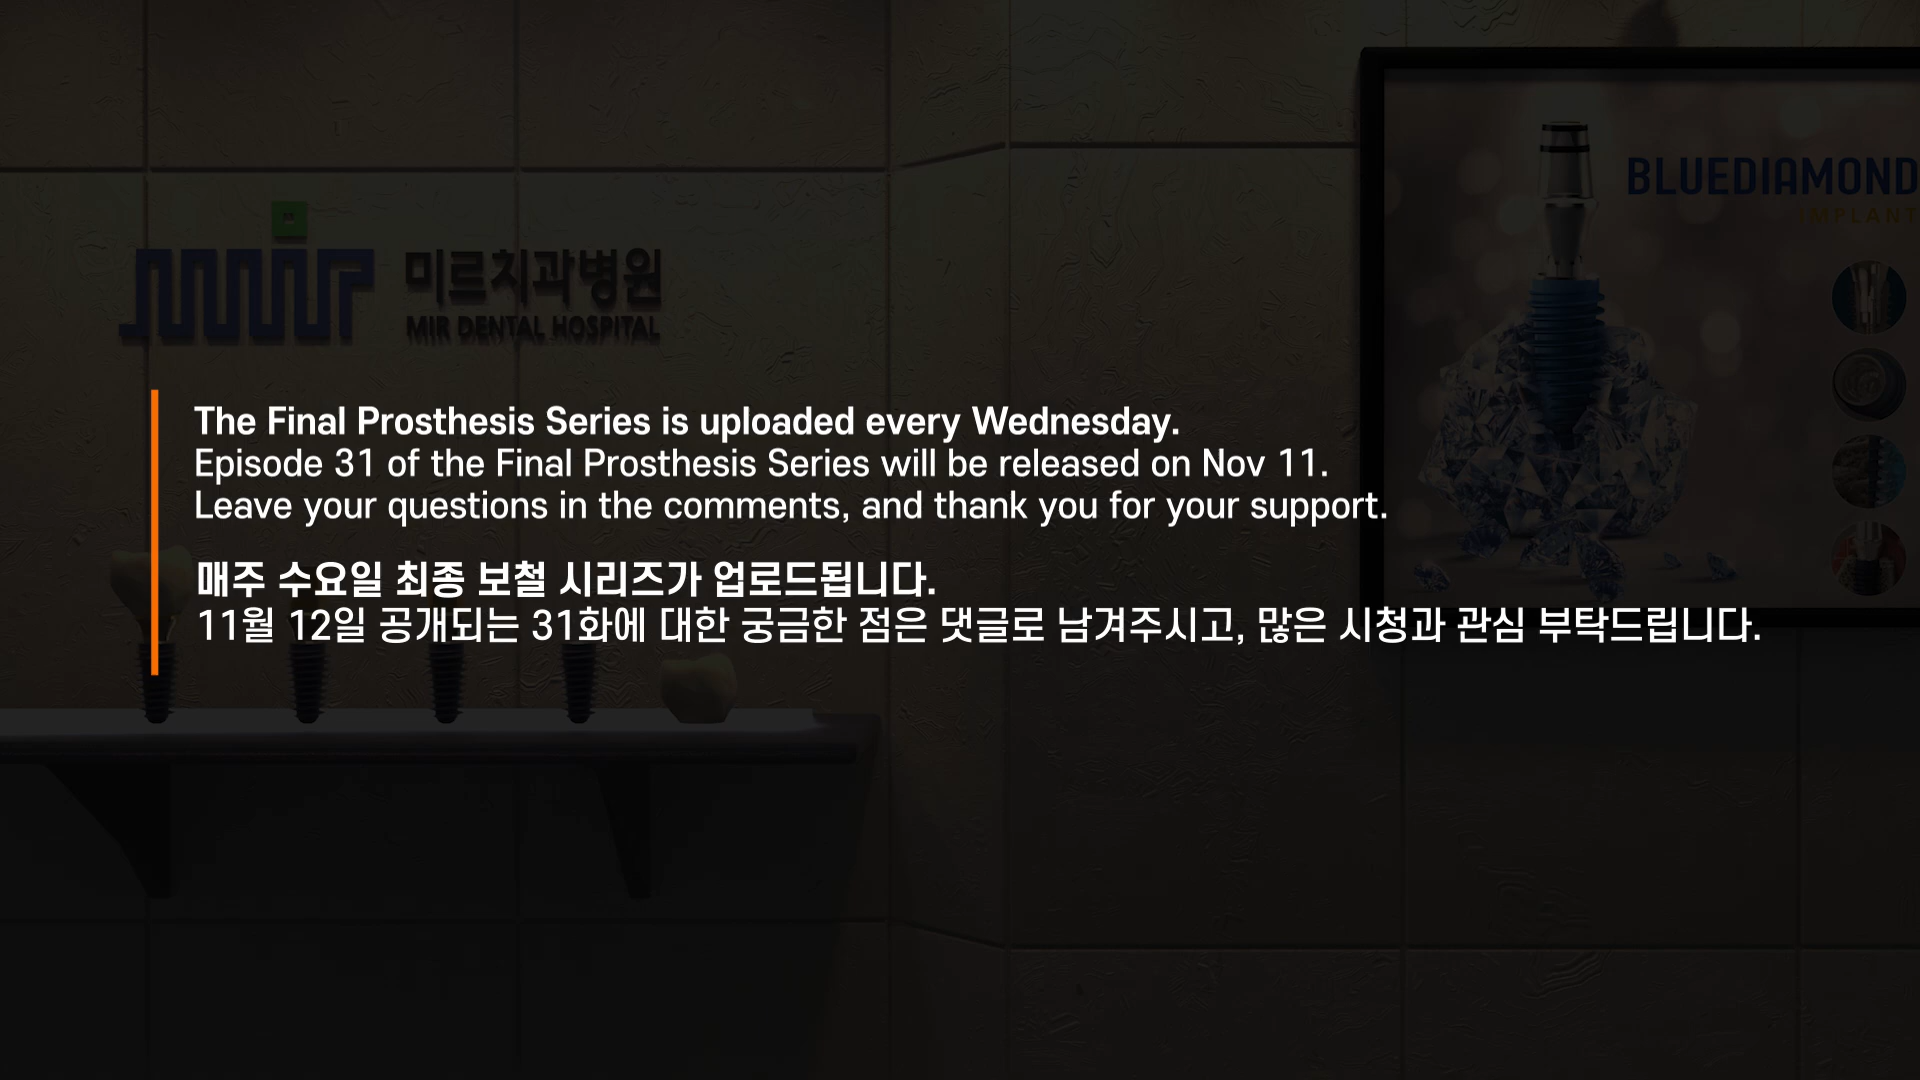 미르치과병원
MIR DENTAL HOSPITAL
BLUEDIAMOND
IMPLANT
The Final Prosthesis Series is uploaded every Wednesday.
Episode 31 of the Final Prosthesis Series will be released on Nov 11.
Leave your questions in the comments, and thank you for your support.
매주 수요일 최종 보철 시리즈가 업로드됩니다.
11월 12일 공개되는 31화에 대한 궁금한 점은 댓글로 남겨주시고, 많은 시청과 관심 부탁드립니다.